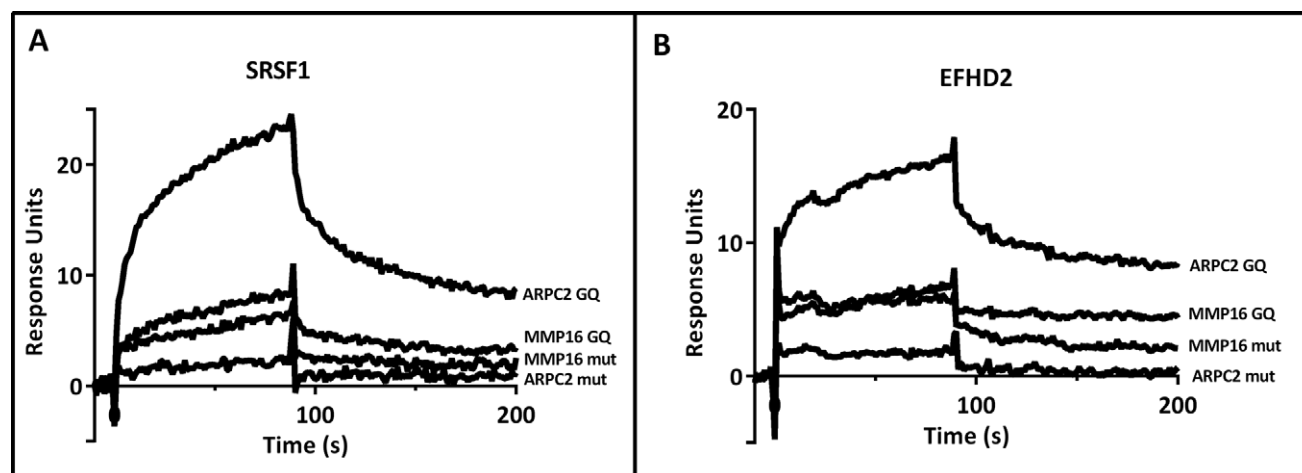 A
SRSF1
Response Units
20
10
0
ARPC2 GQ
MMP16 GQ
MMP16 mut
ARPC2 mut
100
200
Time (s)
B
EFHD2
Response Units
20
10
0
ARPC2 GQ
MMP16 GQ
MMP16 mut
ARPC2 mut
100
200
Time (s)